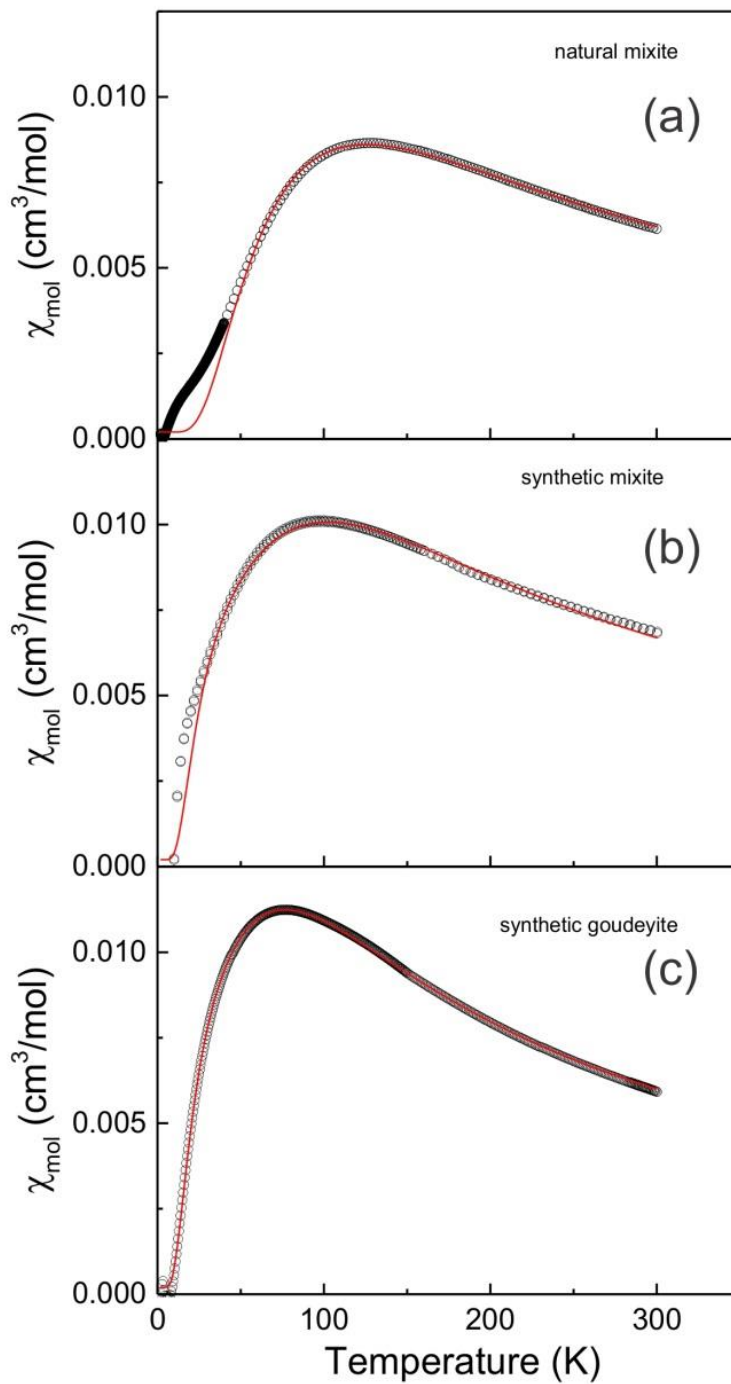 natural mixite
(a)
0.010
0.005
0.000
χmol (cm³/mol)
synthetic mixite
(b)
0.010
0.005
0.000
χmol (cm³/mol)
synthetic goudeyite
(c)
0.010
0.005
0.000
χmol (cm³/mol)
0 100 200 300
Temperature (K)